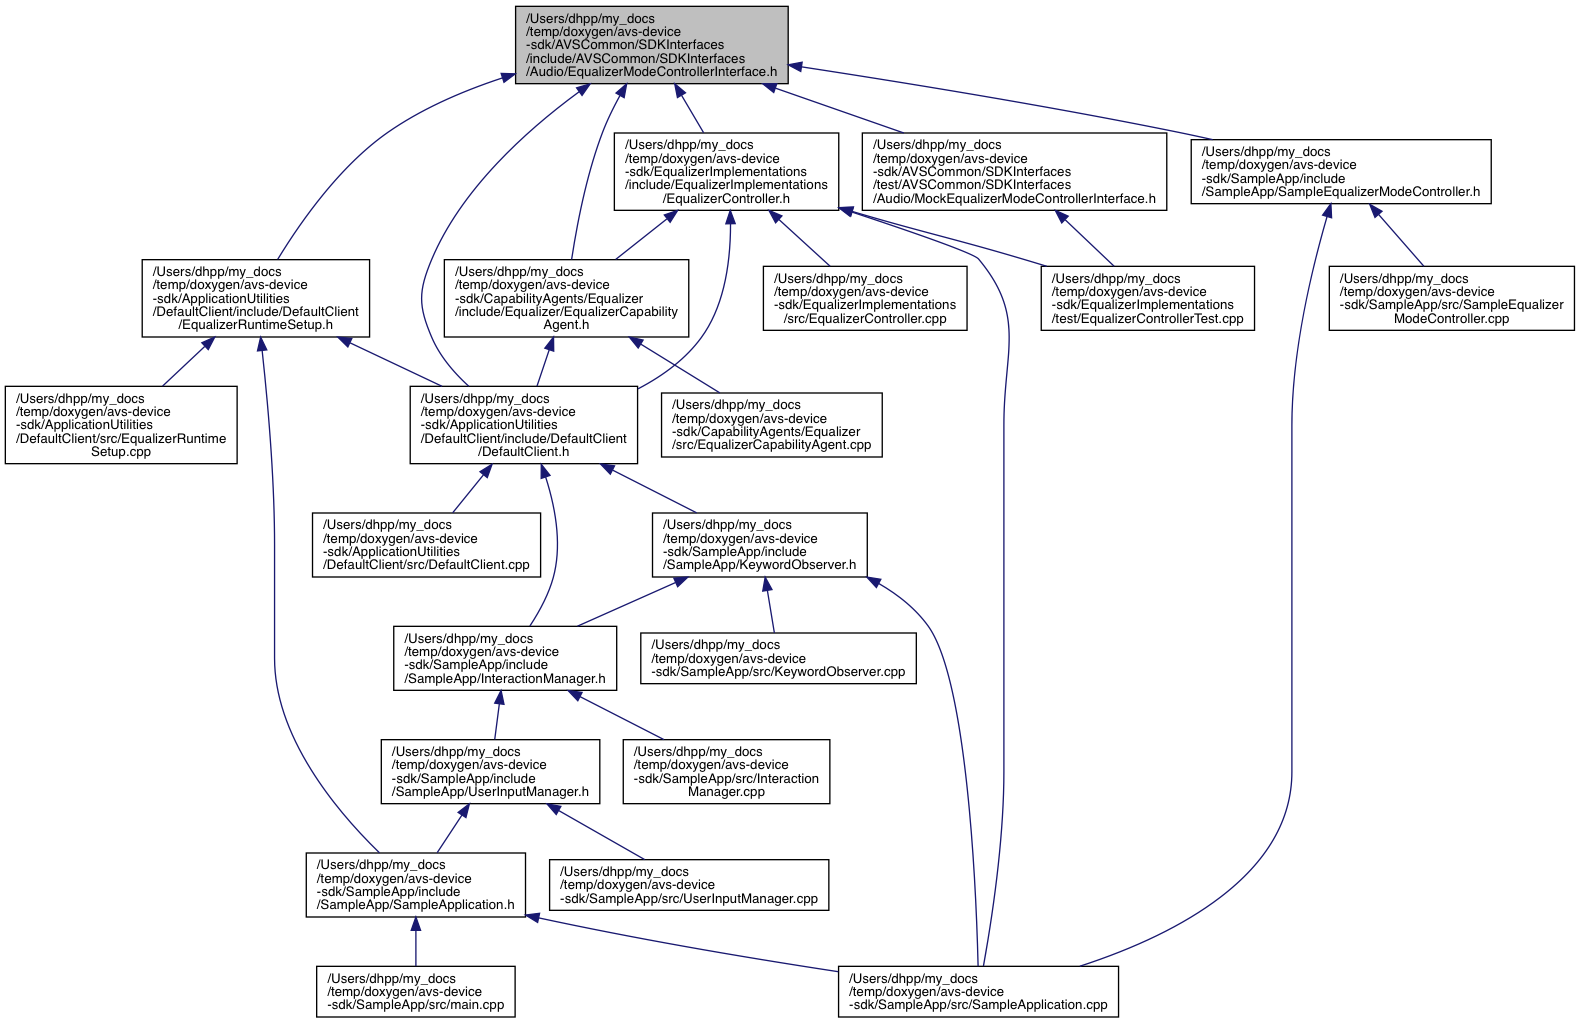 /Users/dhpp/my_docs
/temp/doxygen/avs-device
-sdk/AVSCommon/SDKInterfaces
/include/AVSCommon/SDKInterfaces
/Audio/EqualizerModeControllerInterface.h
/Users/dhpp/my_docs
/temp/doxygen/avs-device
-sdk/EqualizerImplementations
/include/EqualizerImplementations
/EqualizerController.h
/Users/dhpp/my_docs
/temp/doxygen/avs-device
-sdk/AVSCommon/SDKInterfaces
/test/AVSCommon/SDKInterfaces
/Audio/MockEqualizerModeControllerInterface.h
/Users/dhpp/my_docs
/temp/doxygen/avs-device
-sdk/SampleApp/include
/SampleApp/SampleEqualizerModeController.h
/Users/dhpp/my_docs
/temp/doxygen/avs-device
-sdk/ApplicationUtilities
/DefaultClient/include/DefaultClient
/EqualizerRuntimeSetup.h
/Users/dhpp/my_docs
/temp/doxygen/avs-device
-sdk/CapabilityAgents/Equalizer
/include/Equalizer/EqualizerCapability
Agent.h
/Users/dhpp/my_docs
/temp/doxygen/avs-device
-sdk/EqualizerImplementations
/src/EqualizerController.cpp
/Users/dhpp/my_docs
/temp/doxygen/avs-device
-sdk/EqualizerImplementations
/test/EqualizerControllerTest.cpp
/Users/dhpp/my_docs
/temp/doxygen/avs-device
-sdk/SampleApp/src/SampleEqualizer
ModeController.cpp
/Users/dhpp/my_docs
/temp/doxygen/avs-device
-sdk/ApplicationUtilities
/DefaultClient/src/EqualizerRuntime
Setup.cpp
/Users/dhpp/my_docs
/temp/doxygen/avs-device
-sdk/ApplicationUtilities
/DefaultClient/include/DefaultClient
/DefaultClient.h
/Users/dhpp/my_docs
/temp/doxygen/avs-device
-sdk/CapabilityAgents/Equalizer
/src/EqualizerCapabilityAgent.cpp
/Users/dhpp/my_docs
/temp/doxygen/avs-device
-sdk/ApplicationUtilities
/DefaultClient/src/DefaultClient.cpp
/Users/dhpp/my_docs
/temp/doxygen/avs-device
-sdk/SampleApp/include
/SampleApp/KeywordObserver.h
/Users/dhpp/my_docs
/temp/doxygen/avs-device
-sdk/SampleApp/include
/SampleApp/InteractionManager.h
/Users/dhpp/my_docs
/temp/doxygen/avs-device
-sdk/SampleApp/src/KeywordObserver.cpp
/Users/dhpp/my_docs
/temp/doxygen/avs-device
-sdk/SampleApp/include
/SampleApp/UserInputManager.h
/Users/dhpp/my_docs
/temp/doxygen/avs-device
-sdk/SampleApp/src/Interaction
Manager.cpp
/Users/dhpp/my_docs
/temp/doxygen/avs-device
-sdk/SampleApp/include
/SampleApp/SampleApplication.h
/Users/dhpp/my_docs
/temp/doxygen/avs-device
-sdk/SampleApp/src/UserInputManager.cpp
/Users/dhpp/my_docs
/temp/doxygen/avs-device
-sdk/SampleApp/src/main.cpp
/Users/dhpp/my_docs
/temp/doxygen/avs-device
-sdk/SampleApp/src/SampleApplication.cpp